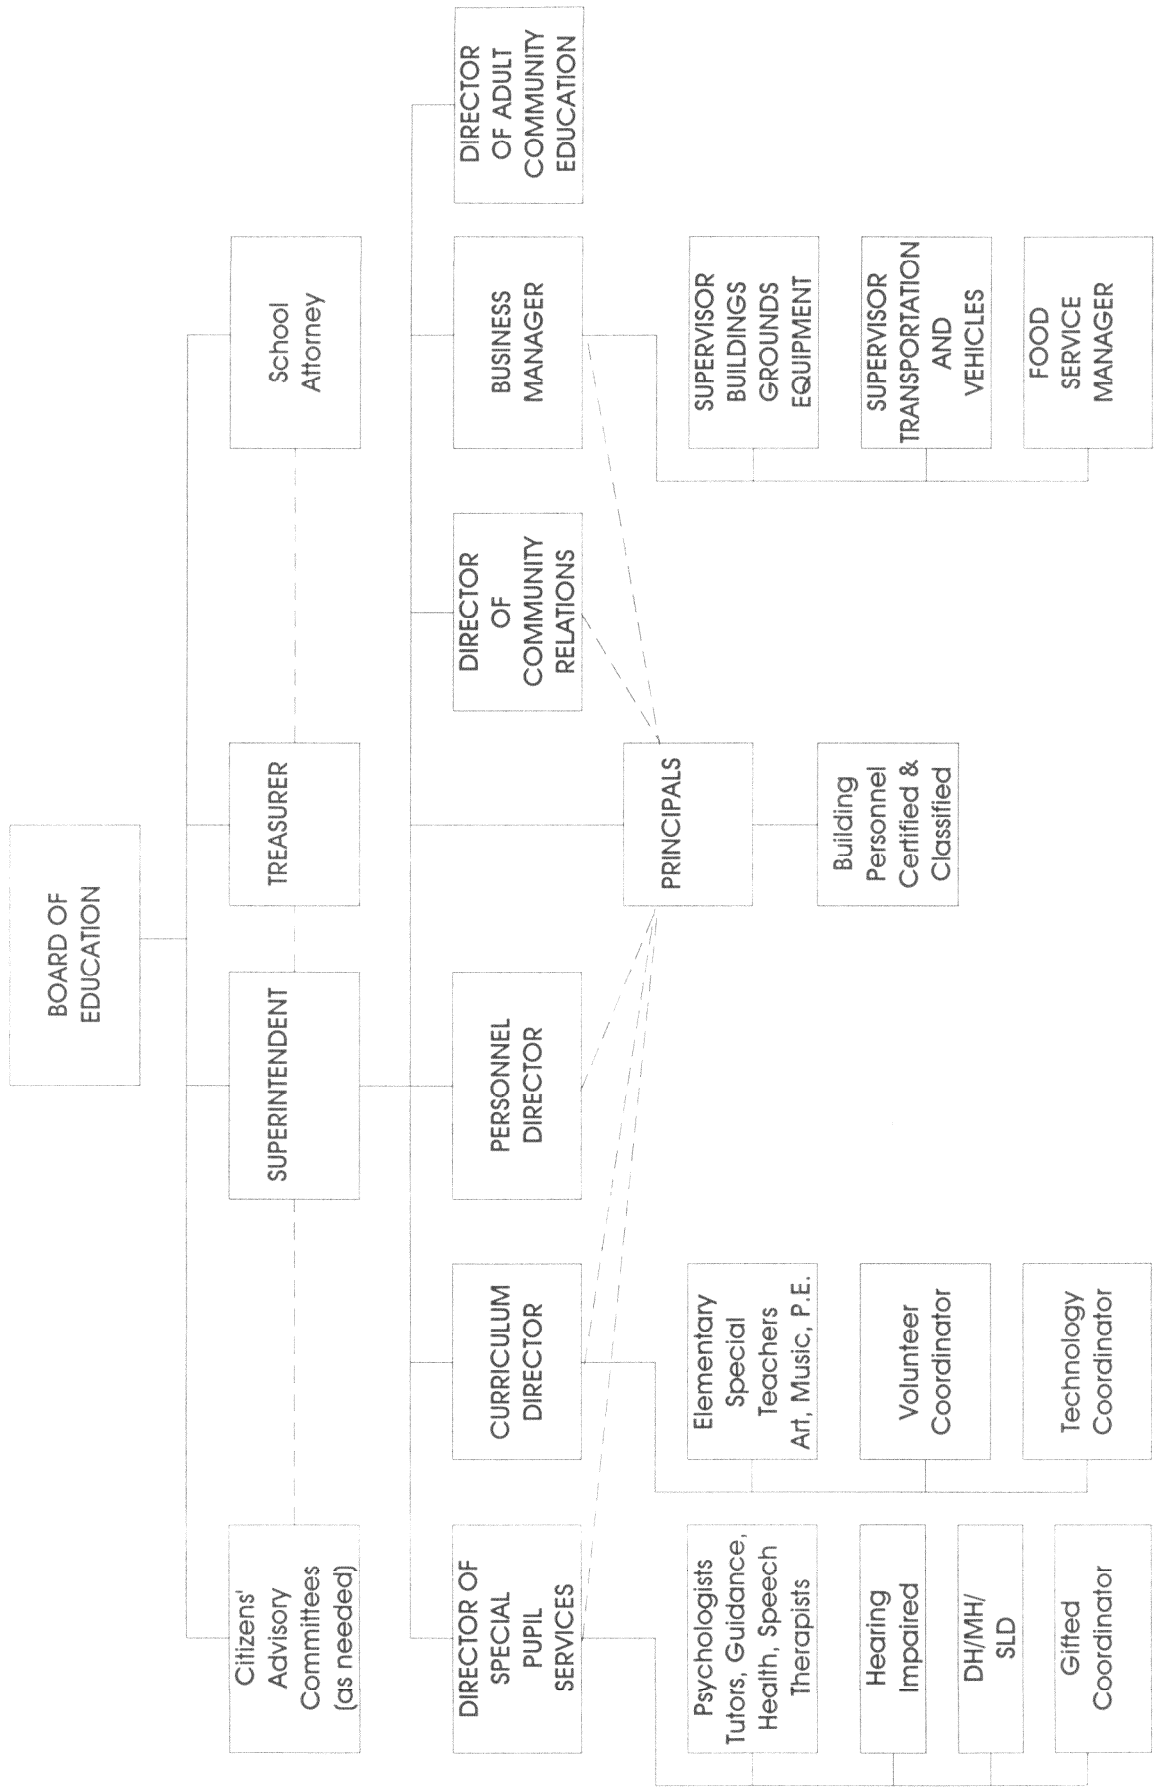 BOARD OF
EDUCATION
Citizens'
Advisory
Committees
(as needed)
SUPERINTENDENT
TREASURER
School
Attorney
DIRECTOR OF
SPECIAL
PUPIL
SERVICES
CURRICULUM
DIRECTOR
PERSONNEL
DIRECTOR
DIRECTOR
OF
COMMUNITY
RELATIONS
BUSINESS
MANAGER
DIRECTOR
OF ADULT
COMMUNITY
EDUCATION
PRINCIPALS
Building
Personnel
Certified &
Classified
Psychologists
Tutors, Guidance,
Health, Speech
Therapists
Hearing
Impaired
DH/MH/
SLD
Gifted
Coordinator
Elementary
Special
Teachers
Art, Music, P.E.
Volunteer
Coordinator
Technology
Coordinator
SUPERVISOR
BUILDINGS
GROUNDS
EQUIPMENT
SUPERVISOR
TRANSPORTATION
AND
VEHICLES
FOOD
SERVICE
MANAGER